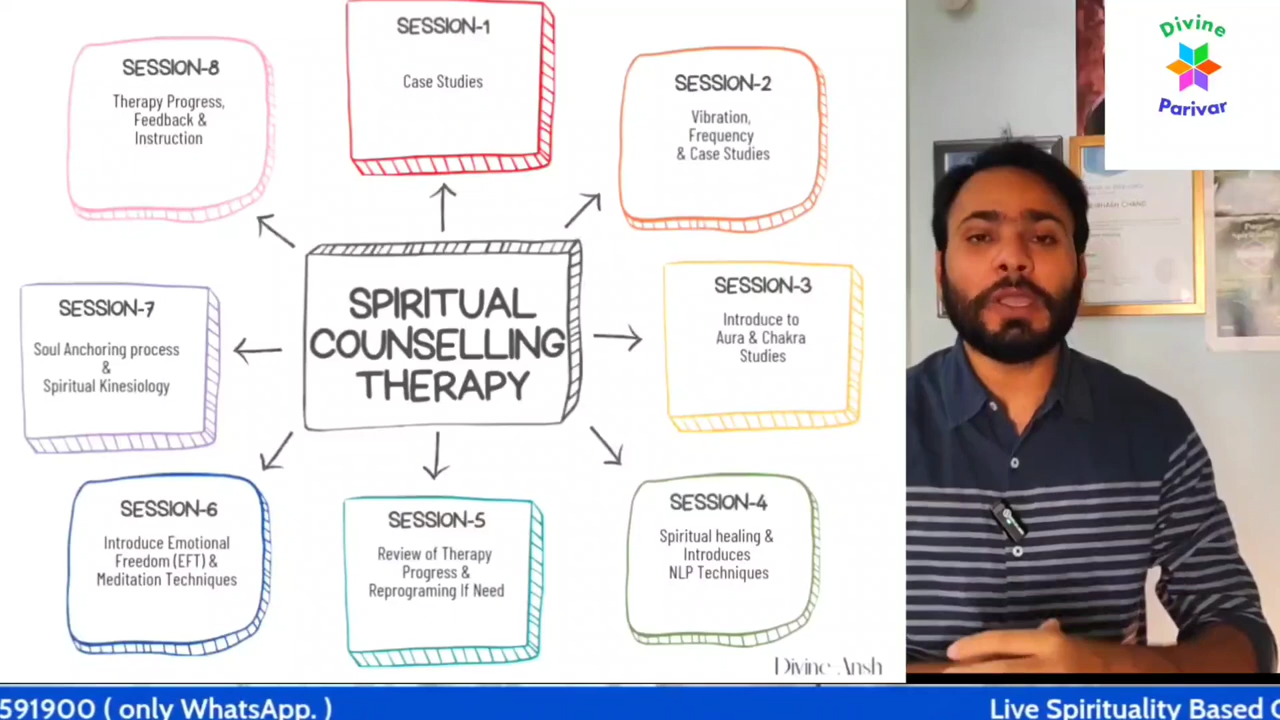 SPIRITUAL
COUNSELLING
THERAPY
SESSION-1
Case Studies
SESSION-2
Vibration,
Frequency
& Case Studies
SESSION-3
Introduce to
Aura & Chakra
Studies
SESSION-4
Spiritual healing &
Introduces
NLP Techniques
SESSION-5
Review of Therapy
Progress &
Reprograming If Need
SESSION-6
Introduce Emotional
Freedom (EFT) &
Meditation Techniques
SESSION-7
Soul Anchoring process
&
Spiritual Kinesiology
SESSION-8
Therapy Progress,
Feedback &
Instruction
Divine Ansh
Divine
Parivar
591900 ( only WhatsApp. )
Live Spirituality Based